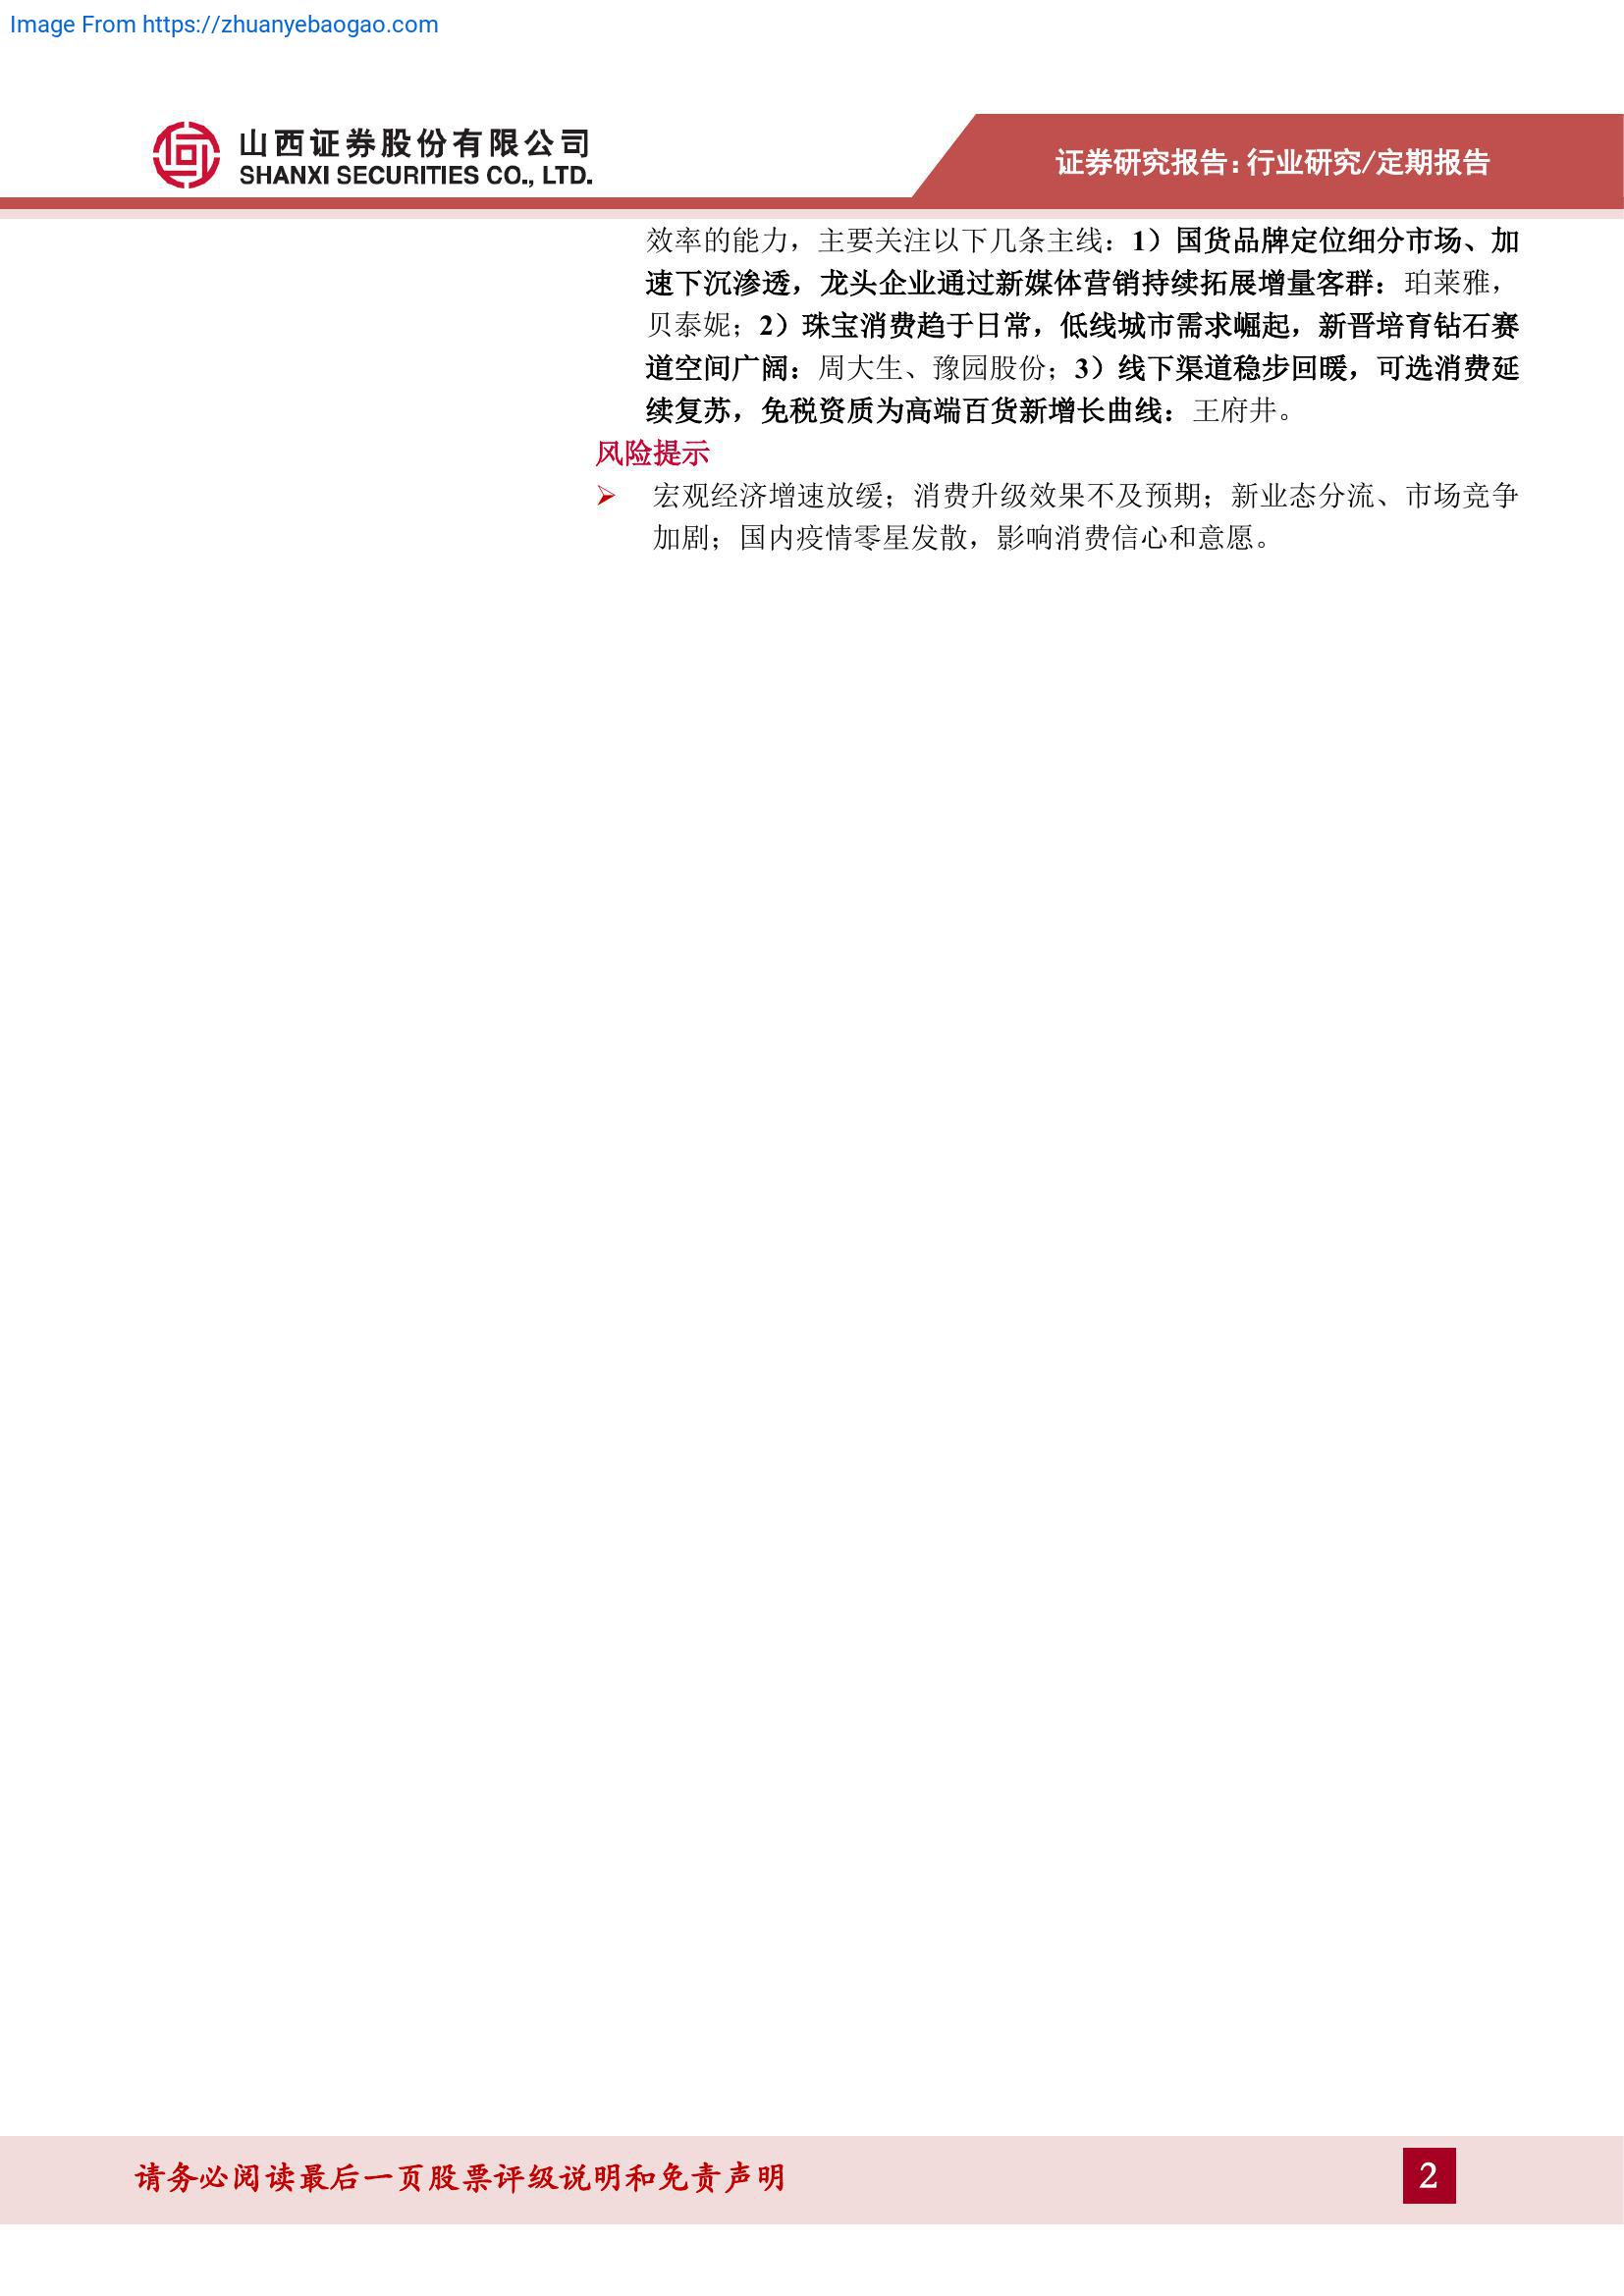 Image From https://zhuanyebaogao.com
山西证券股份有限公司
SHANXI SECURITIES CO., LTD.
证券研究报告:行业研究/定期报告
效率的能力，主要关注以下几条主线：1）国货品牌定位细分市场、加
速下沉渗透，龙头企业通过新媒体营销持续拓展增量客群：珀莱雅，
贝泰妮；2）珠宝消费趋于日常，低线城市需求崛起，新晋培育钻石赛
道空间广阔：周大生、豫园股份；3）线下渠道稳步回暖，可选消费延
续复苏，免税资质为高端百货新增长曲线：王府井。
风险提示
➢ 宏观经济增速放缓；消费升级效果不及预期；新业态分流、市场竞争
加剧；国内疫情零星发散，影响消费信心和意愿。
请务必阅读最后一页股票评级说明和免责声明
2